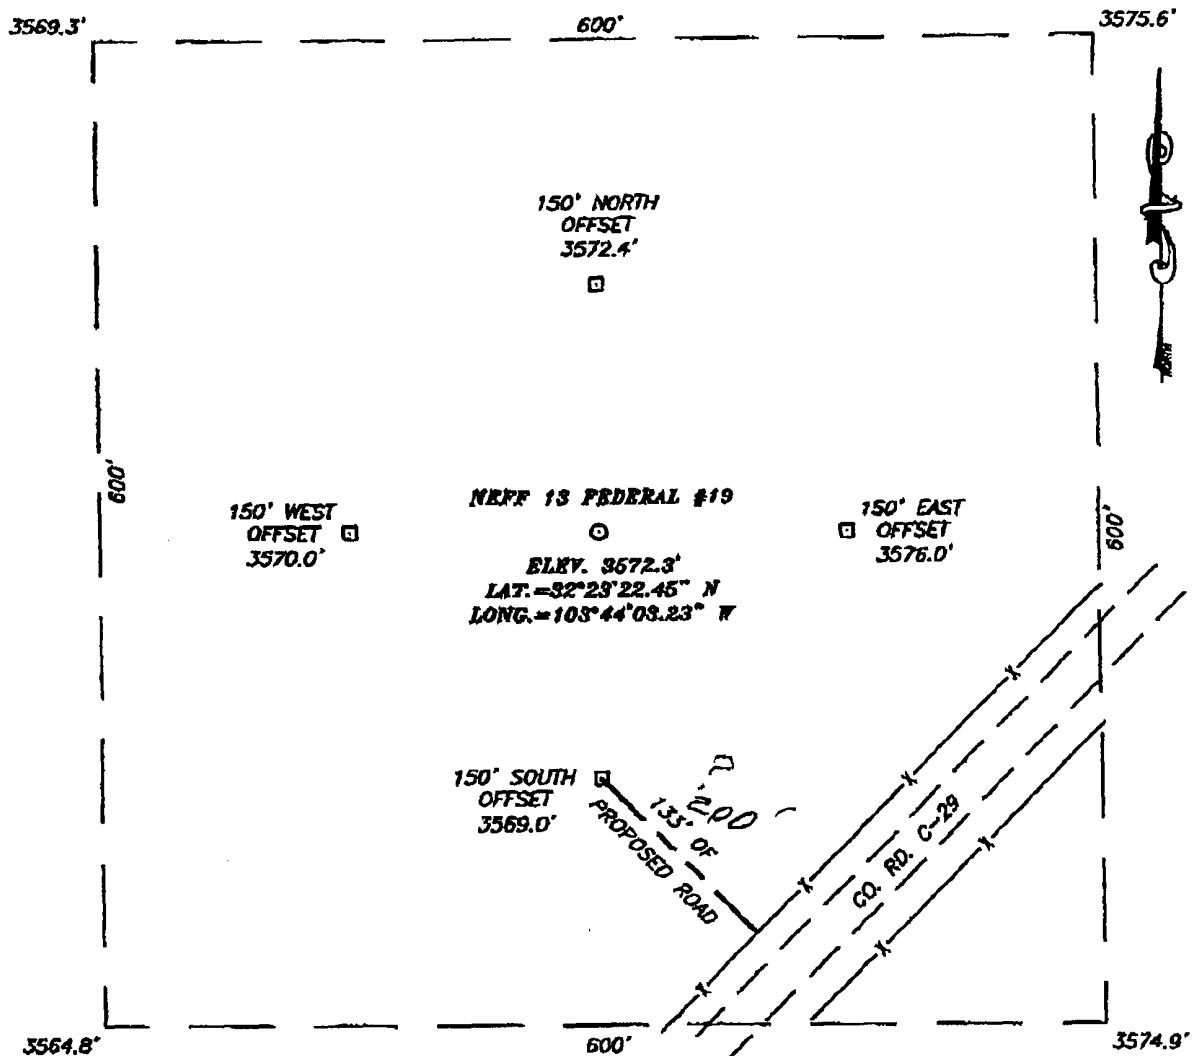 3569.3'
600'
3575.6'
150' NORTH
OFFSET
3572.4'
NORTH
600'
150' WEST
OFFSET
3570.0'
NEFF 13 FEDERAL #19
ELEV. 3572.3'
LAT.=32°23'22.45" N
LONG.=103°44'03.23" W
150' EAST
OFFSET
3576.0'
600'
150' SOUTH
OFFSET
3569.0'
?
200
133' OF
PROPOSED ROAD
CO. RD. C-29
3564.8'
600'
3574.9'